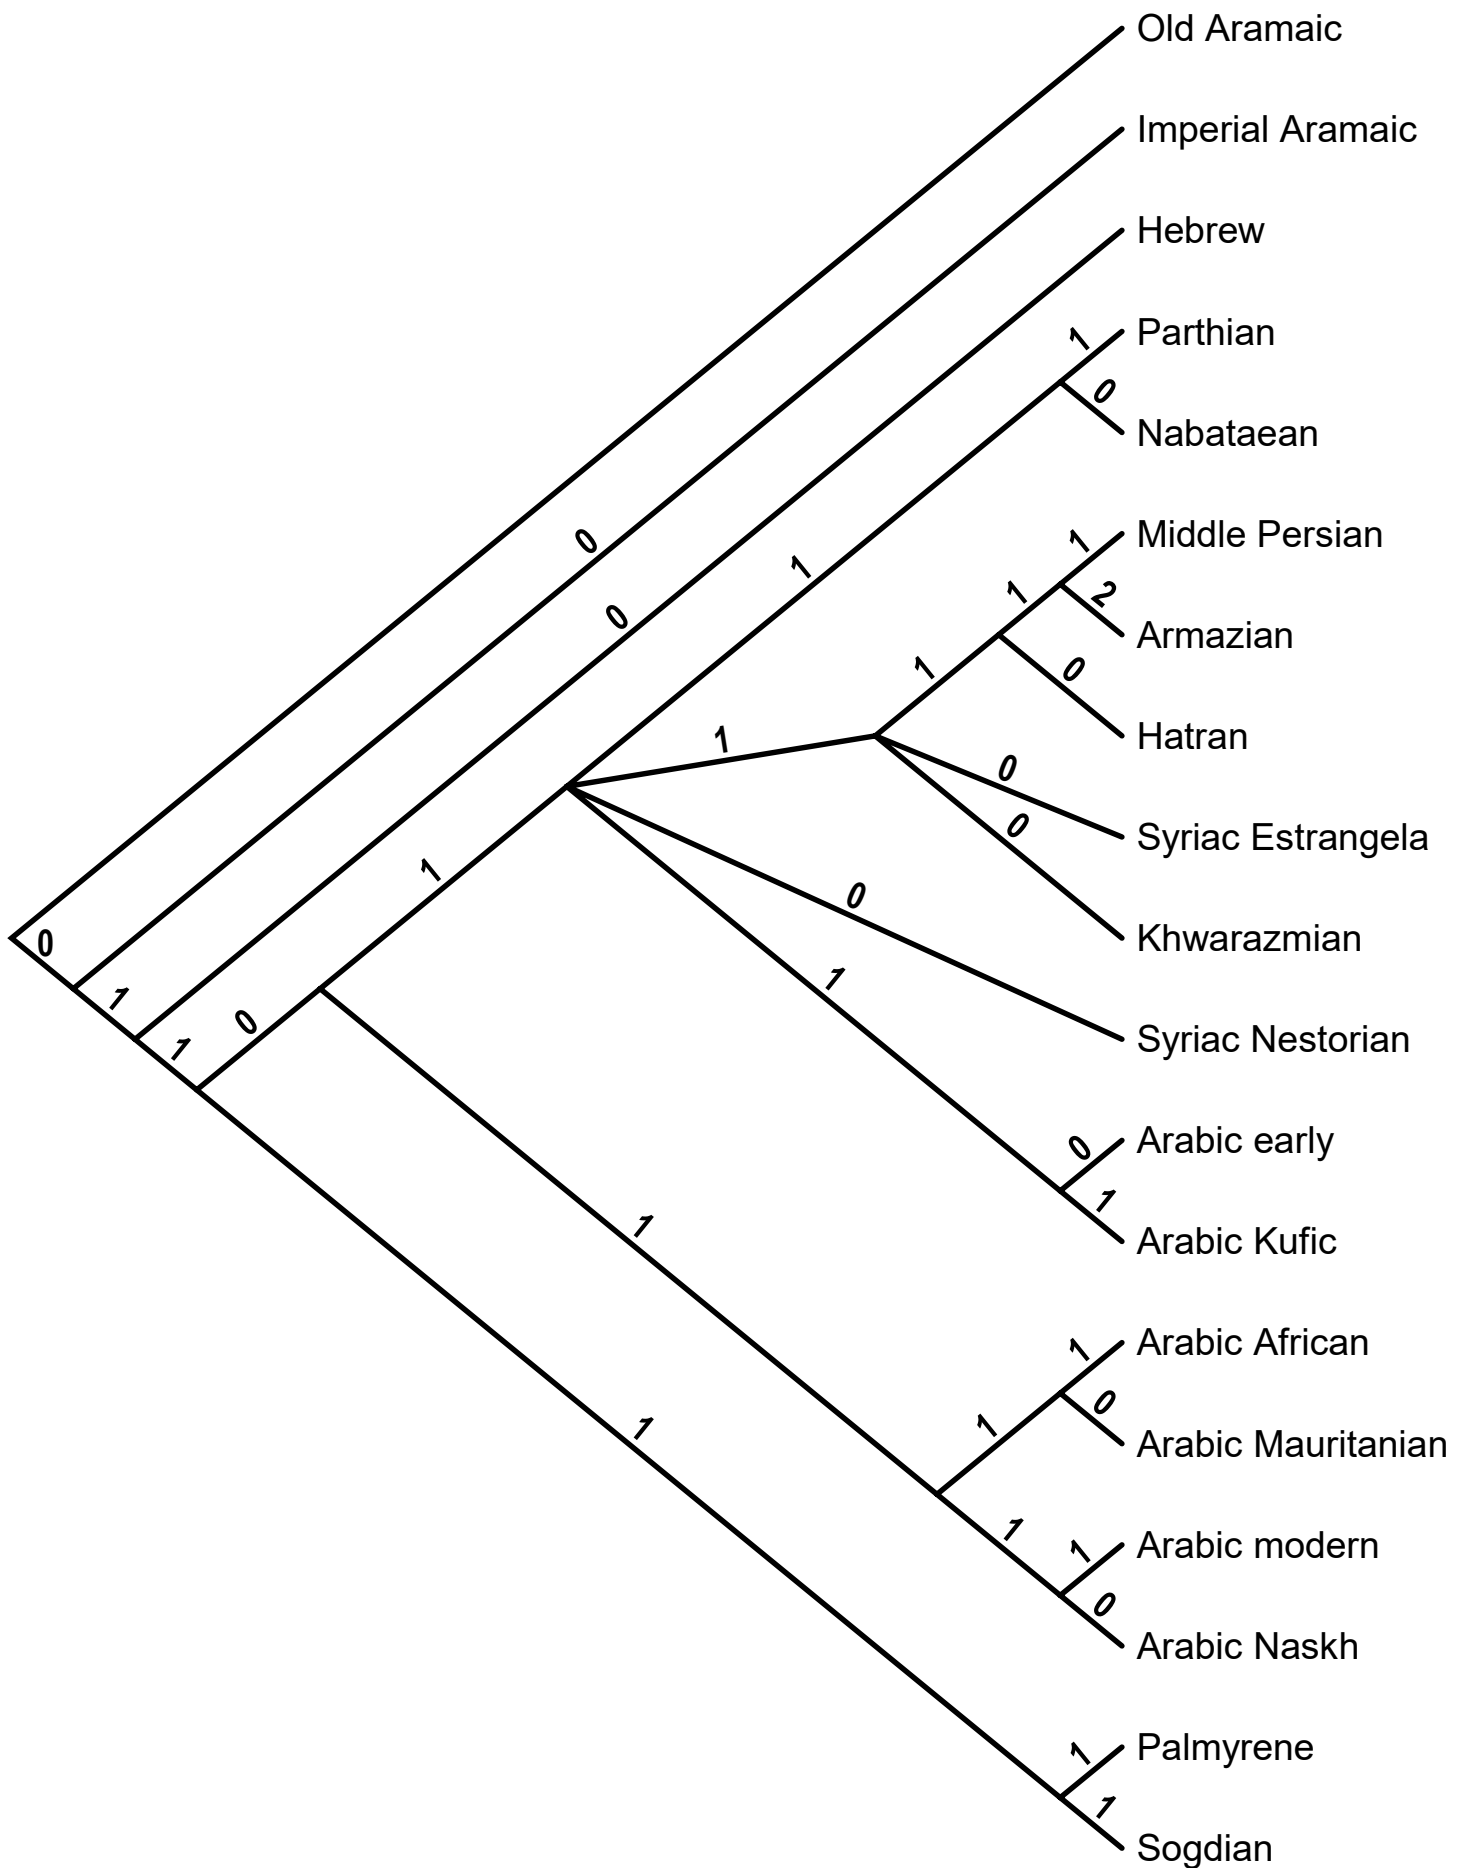 Old Aramaic
Imperial Aramaic
Hebrew
Parthian
1
0
Nabataean
Middle Persian
1
0
1
1
2
Armazian
0
1
0
Hatran
1
0
Syriac Estrangela
0
1
0
Khwarazmian
0
1
1
0
Syriac Nestorian
1
0
Arabic early
1
1
Arabic Kufic
1
Arabic African
0
1
1
Arabic Mauritanian
1
1
Arabic modern
0
Arabic Naskh
1
Palmyrene
1
Sogdian